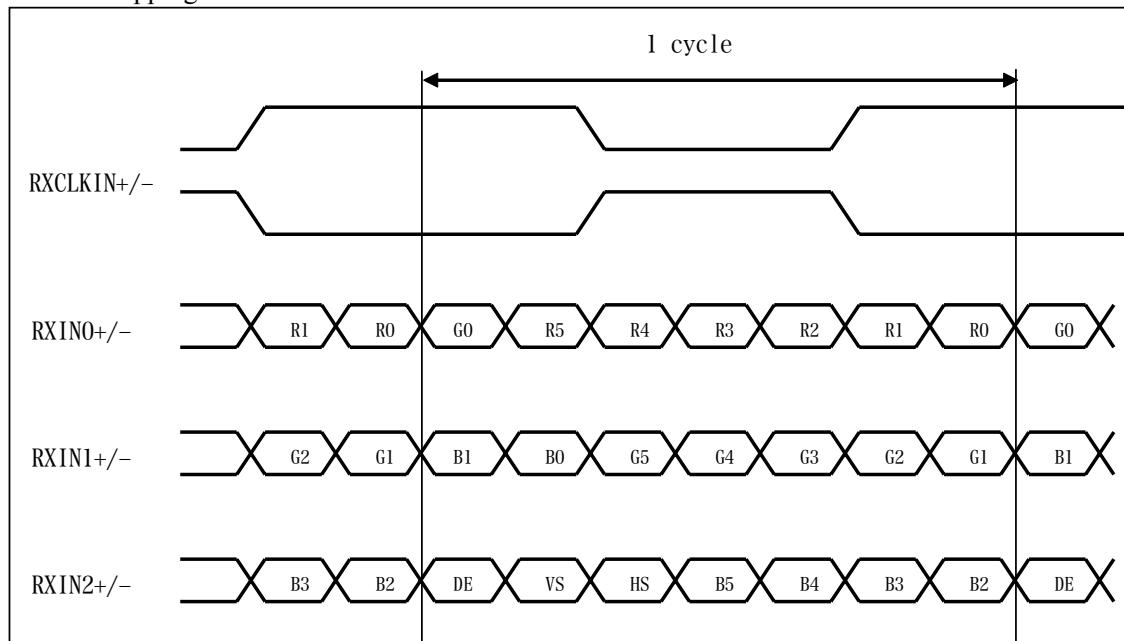 1 cycle
RXCLKIN+/-
RXIN0+/- R1 R0 G0 R5 R4 R3 R2 R1 R0 G0
RXIN1+/- G2 G1 B1 B0 G5 G4 G3 G2 G1 B1
RXIN2+/- B3 B2 DE VS HS B5 B4 B3 B2 DE